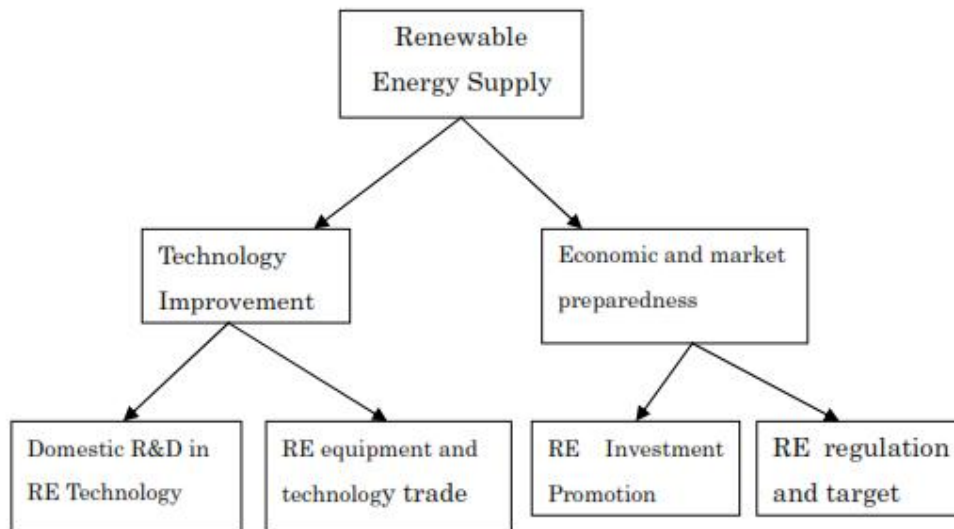 Renewable
Energy Supply
Technology
Improvement
Economic and market
preparedness
Domestic R&D in
RE Technology
RE equipment and
technology trade
RE Investment
Promotion
RE regulation
and target